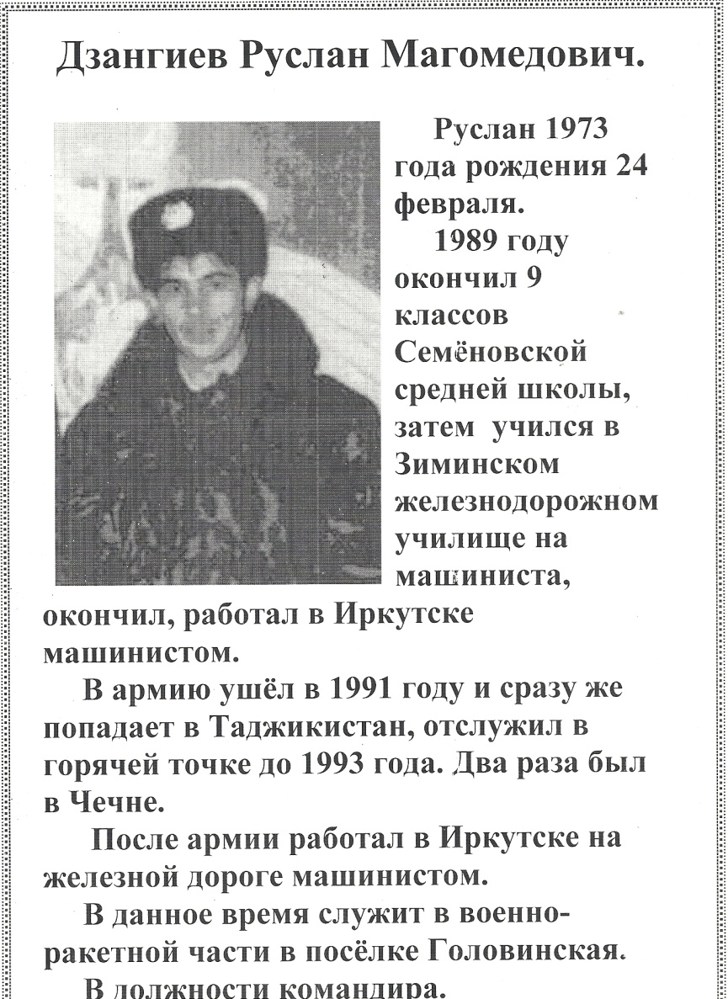 Дзангиев Руслан Магомедович.
Руслан 1973
года рождения 24
февраля.
1989 году
окончил 9
классов
Семёновской
средней школы,
затем учился в
Зиминском
железнодорожном
училище на
машиниста,
окончил, работал в Иркутске
машинистом.
В армию ушёл в 1991 году и сразу же
попадает в Таджикистан, отслужил в
горячей точке до 1993 года. Два раза был
в Чечне.
После армии работал в Иркутске на
железной дороге машинистом.
В данное время служит в военно-
ракетной части в посёлке Головинская.
В должности командира.